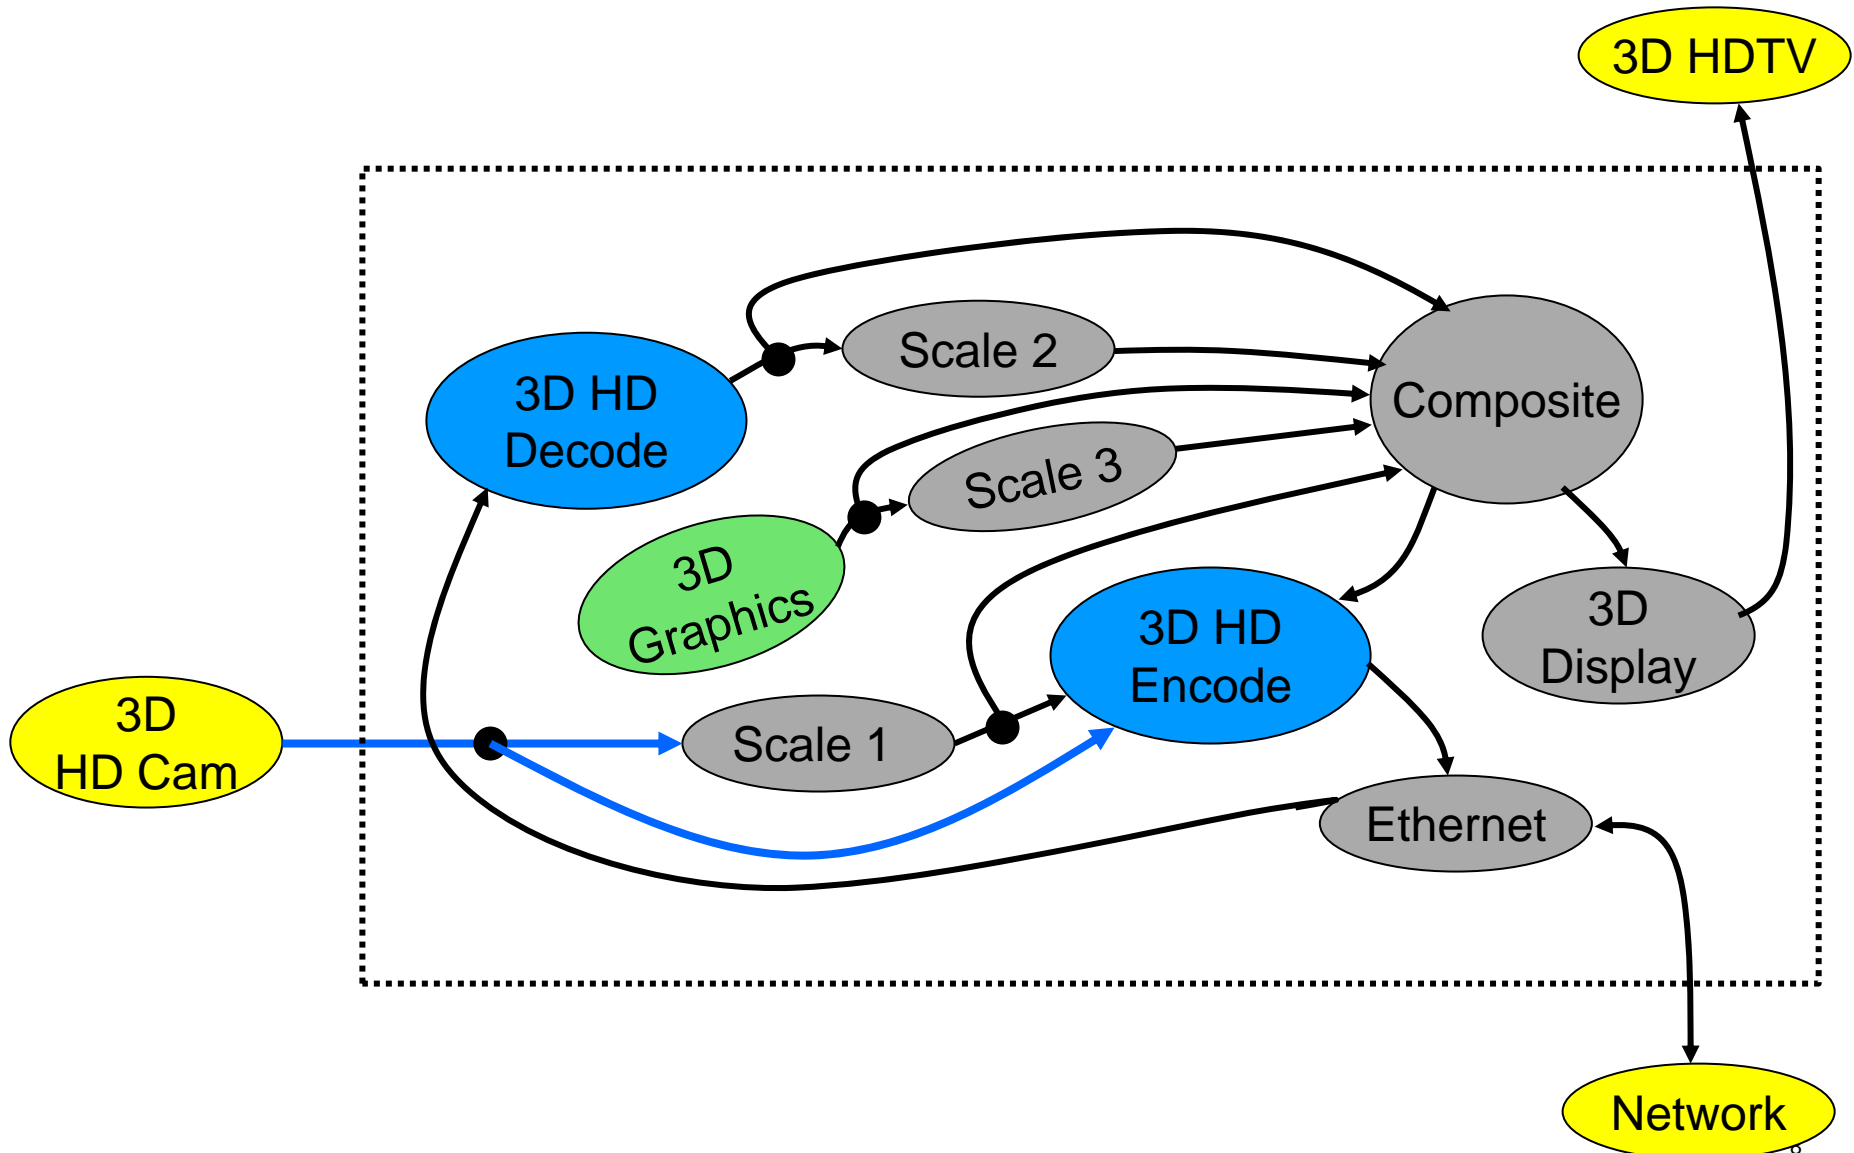 3D HDTV
Scale 2
3D HD
Decode
Composite
Scale 3
3D
Graphics
3D HD
Encode
3D
Display
3D
HD Cam
Scale 1
Ethernet
Network